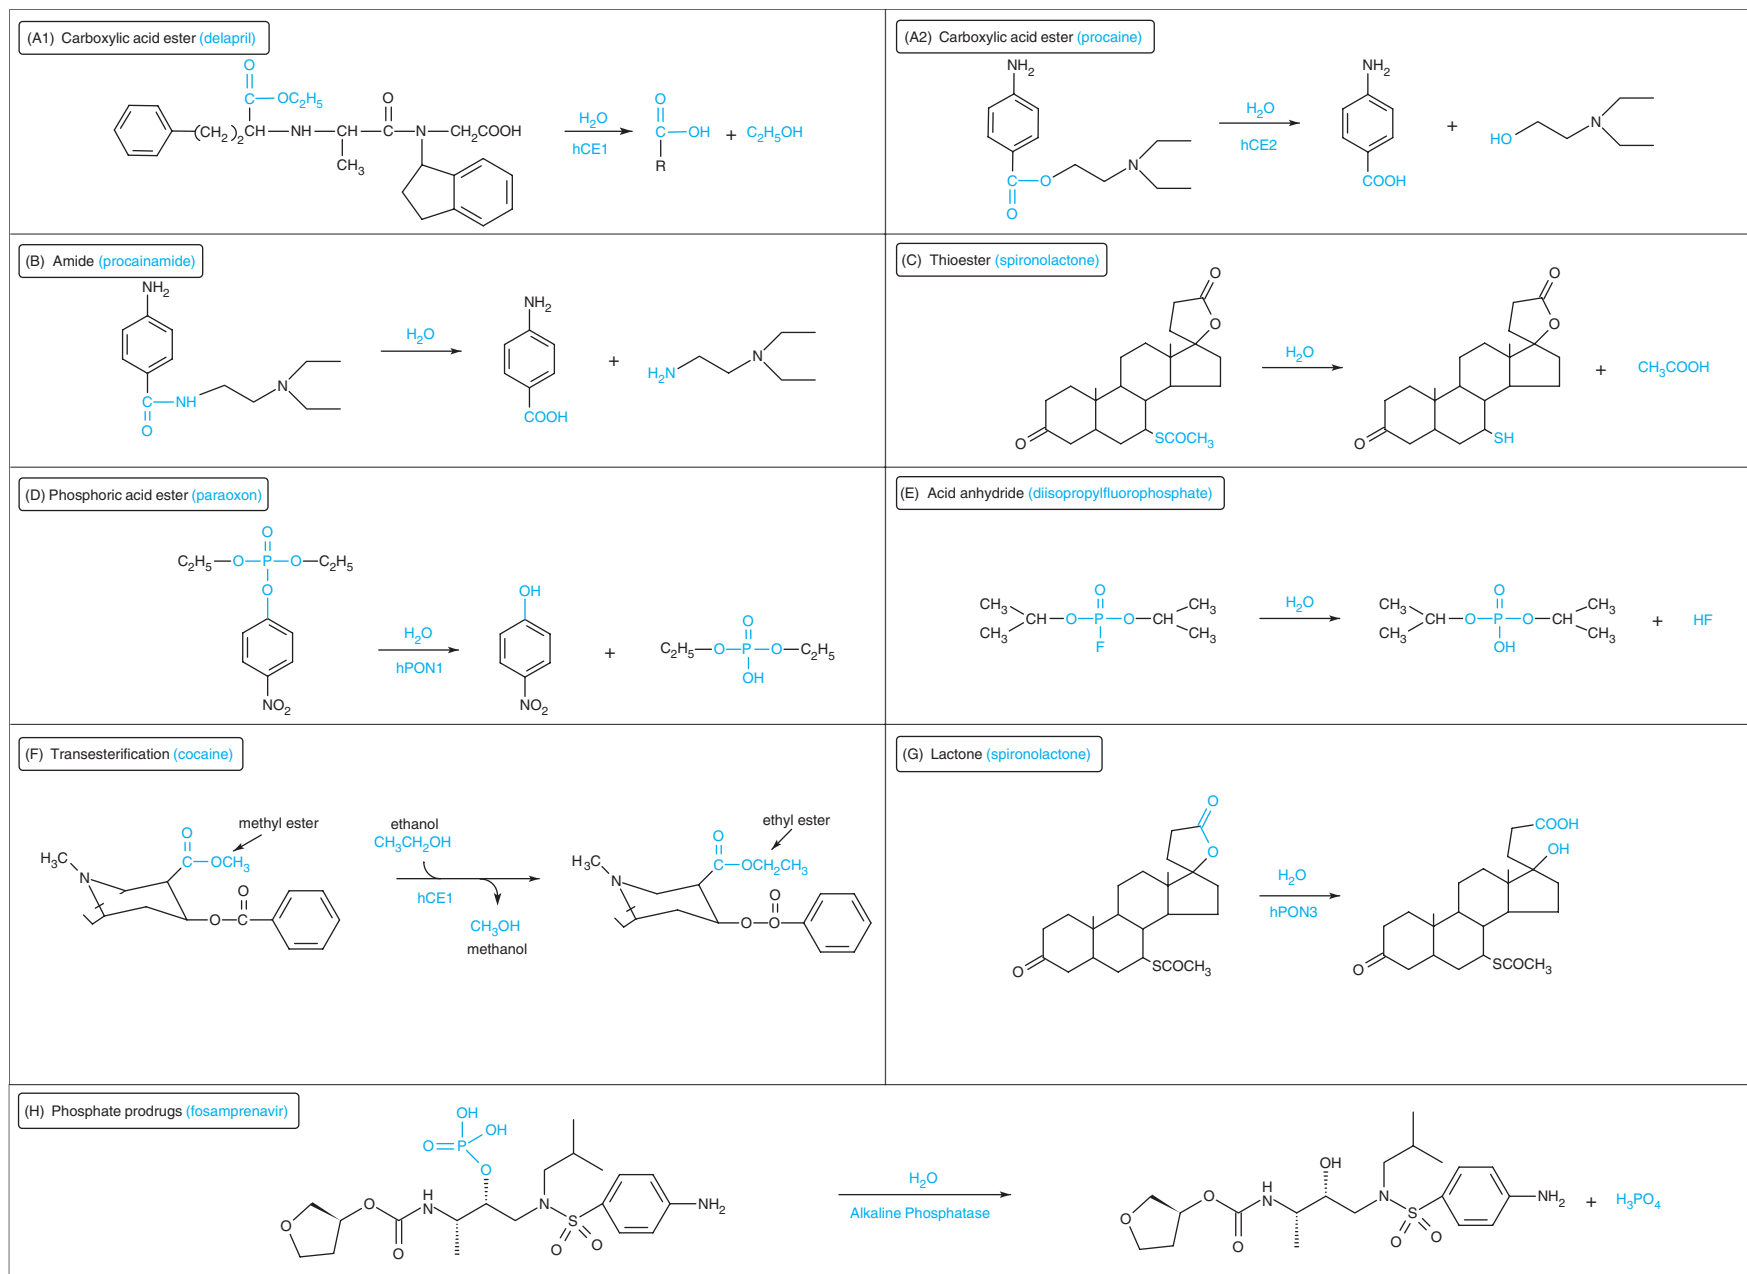 (A1) Carboxylic acid ester (delapril)
O
C OC2H5
(CH2)2 CH NH CH C N CH2COOH
O
CH3
H2O
hCE1
O
C OH
R
+ C2H5OH
(A2) Carboxylic acid ester (procaine)
NH2
C O N
O
H2O
hCE2
NH2
COOH
+
HO N
(B) Amide (procainamide)
NH2
C NH N
O
H2O
NH2
COOH
+
H2N N
(C) Thioester (spironolactone)
O
O
O SCOCH3
H2O
O
O
O SH
+ CH3COOH
(D) Phosphoric acid ester (paraoxon)
O
C2H5 O P O C2H5
O
NO2
H2O
hPON1
OH
NO2
+
O
C2H5 O P O C2H5
OH
(E) Acid anhydride (diisopropylfluorophosphate)
CH3 O CH3
CH O P O CH
CH3 F CH3
H2O
CH3 O CH3
CH O P O CH
CH3 OH CH3
+ HF
(F) Transesterification (cocaine)
methyl ester
O
H3C C OCH3
N
O
O C
ethanol
CH3CH2OH
hCE1
CH3OH
methanol
ethyl ester
O
H3C C OCH2CH3
N
O
O O
(G) Lactone (spironolactone)
O
O
O SCOCH3
H2O
hPON3
COOH
OH
O SCOCH3
(H) Phosphate prodrugs (fosamprenavir)
OH
O P OH
O
O O H N N S NH2
O O O
H2O
Alkaline Phosphatase
OH
O O H N N S NH2
O O O
+ H3PO4